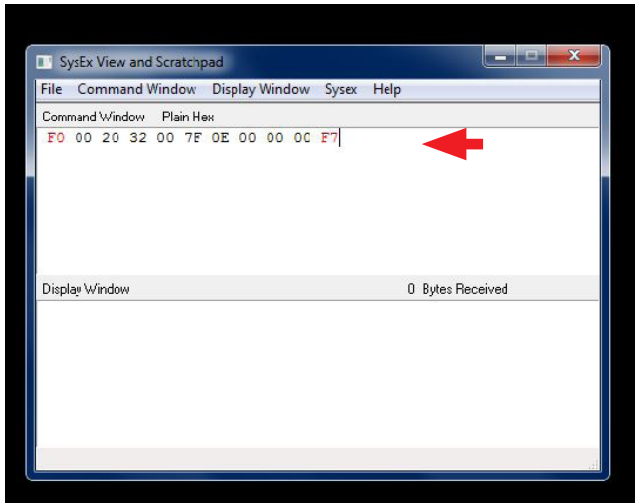 SysEx View and Scratchpad
File Command Window Display Window Sysex Help
Command Window Plain Hex
F0 00 20 32 00 7F 0E 00 00 00 F7
Display Window 0 Bytes Received